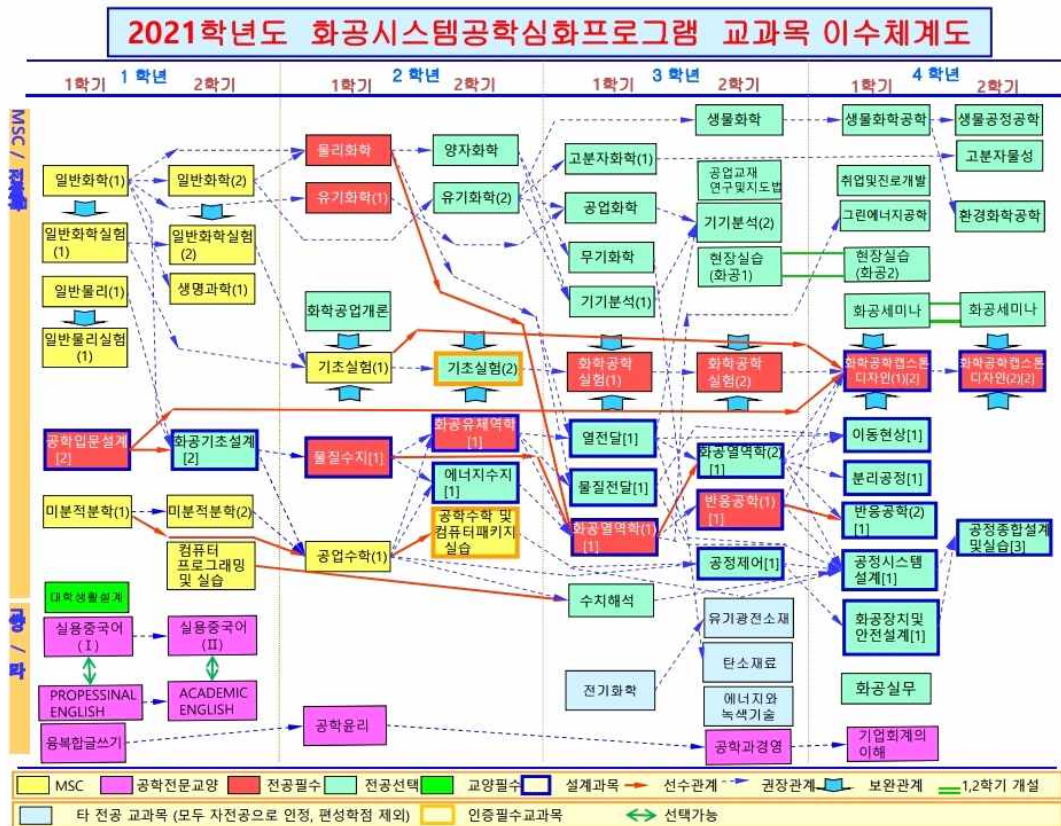 2021학년도 화공시스템공학심화프로그램 교과목 이수체계도
1 학년
2 학년
3 학년
4 학년
1학기
2학기
1학기
2학기
1학기
2학기
1학기
2학기
MSC /
생물화학
생물화학공학
생물공정공학
물리화학
양자화학
고분자화학(1)
고분자물성
일반화학(1)
일반화학(2)
공업교재
연구및지도법
취업및진로개발
유기화학(1)
유기화학(2)
공업화학
기기분석(2)
그린에너지공학
환경화학공학
일반화학실험
(1)
일반화학실험
(2)
무기화학
현장실습
(화공1)
현장실습
(화공2)
일반물리(1)
생명과학(1)
기기분석(1)
화학공업개론
화공세미나
화공세미나
일반물리실험
(1)
기초실험(1)
기초실험(2)
화학공학
실험(1)
화학공학
실험(2)
화학공학캡스톤
디자인(1)[2]
화학공학캡스톤
디자인(2)[2]
공학입문설계
[2]
화공기초설계
[2]
물질수지[1]
화공유체역학
[1]
열전달[1]
화공열역학(2)
[1]
이동현상[1]
에너지수지
[1]
물질전달[1]
분리공정[1]
미분적분학(1)
미분적분학(2)
공학수학 및
컴퓨터패키지
실습
화공열역학(1)
[1]
반응공학(1)
[1]
반응공학(2)
[1]
공정종합설계
및실습[3]
컴퓨터
프로그래밍
및 실습
공업수학(1)
공정제어[1]
공정시스템
설계[1]
대학생활설계
수치해석
유기광전소재
화공장치및
안전설계[1]
실용중국어
(Ⅰ)
실용중국어
(Ⅱ)
탄소재료
PROPESSINAL
ENGLISH
ACADEMIC
ENGLISH
전기화학
에너지와
녹색기술
화공실무
융복합글쓰기
공학윤리
공학과경영
기업회계의
이해
MSC
공학전문교양
전공필수
전공선택
교양필수
설계과목
선수관계
권장관계
보완관계
1,2학기 개설
타 전공 교과목 (모두 자전공으로 인정, 편성학점 제외)
인증필수교과목
선택가능